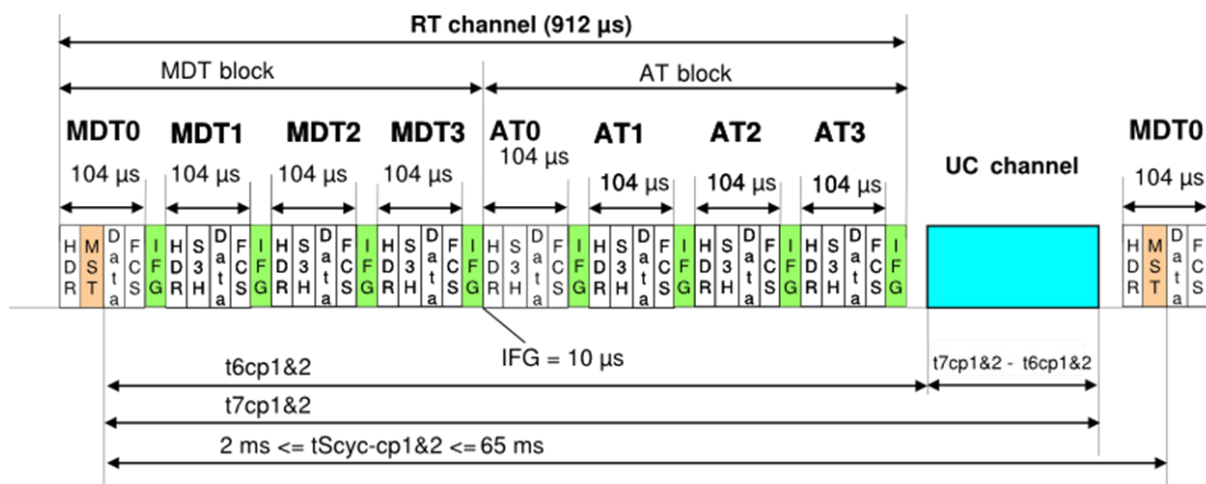 RT channel (912 µs)
MDT block AT block
MDT0 MDT1 MDT2 MDT3 AT0 AT1 AT2 AT3 MDT0
104 µs
UC channel
104 µs 104 µs 104 µs 104 µs 104 µs 104 µs 104 µs 104 µs
HDR MST Data FCS IFG HDR S3H Data FCS IFG HDR S3H Data FCS IFG HDR S3H Data FCS IFG HDR S3H Data FCS IFG HDR S3H Data FCS IFG HDR S3H Data FCS IFG HDR S3H Data FCS IFG HDR MST Data FCS
IFG = 10 µs
t6cp1&2 t7cp1&2 - t6cp1&2
t7cp1&2
2 ms <= tScyc-cp1&2 <= 65 ms